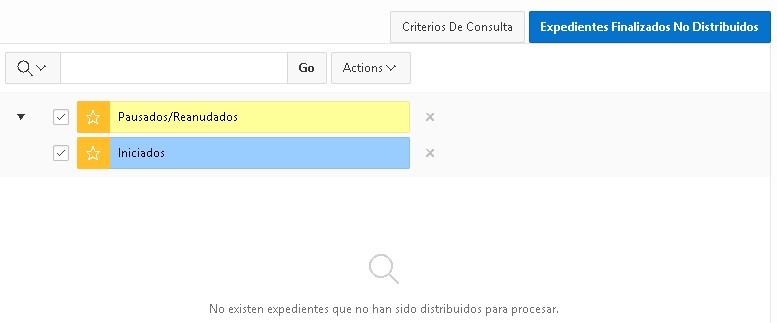 Criterios De Consulta
Expedientes Finalizados No Distribuidos
Go
Actions
Pausados/Reanudados
Iniciados
No existen expedientes que no han sido distribuidos para procesar.